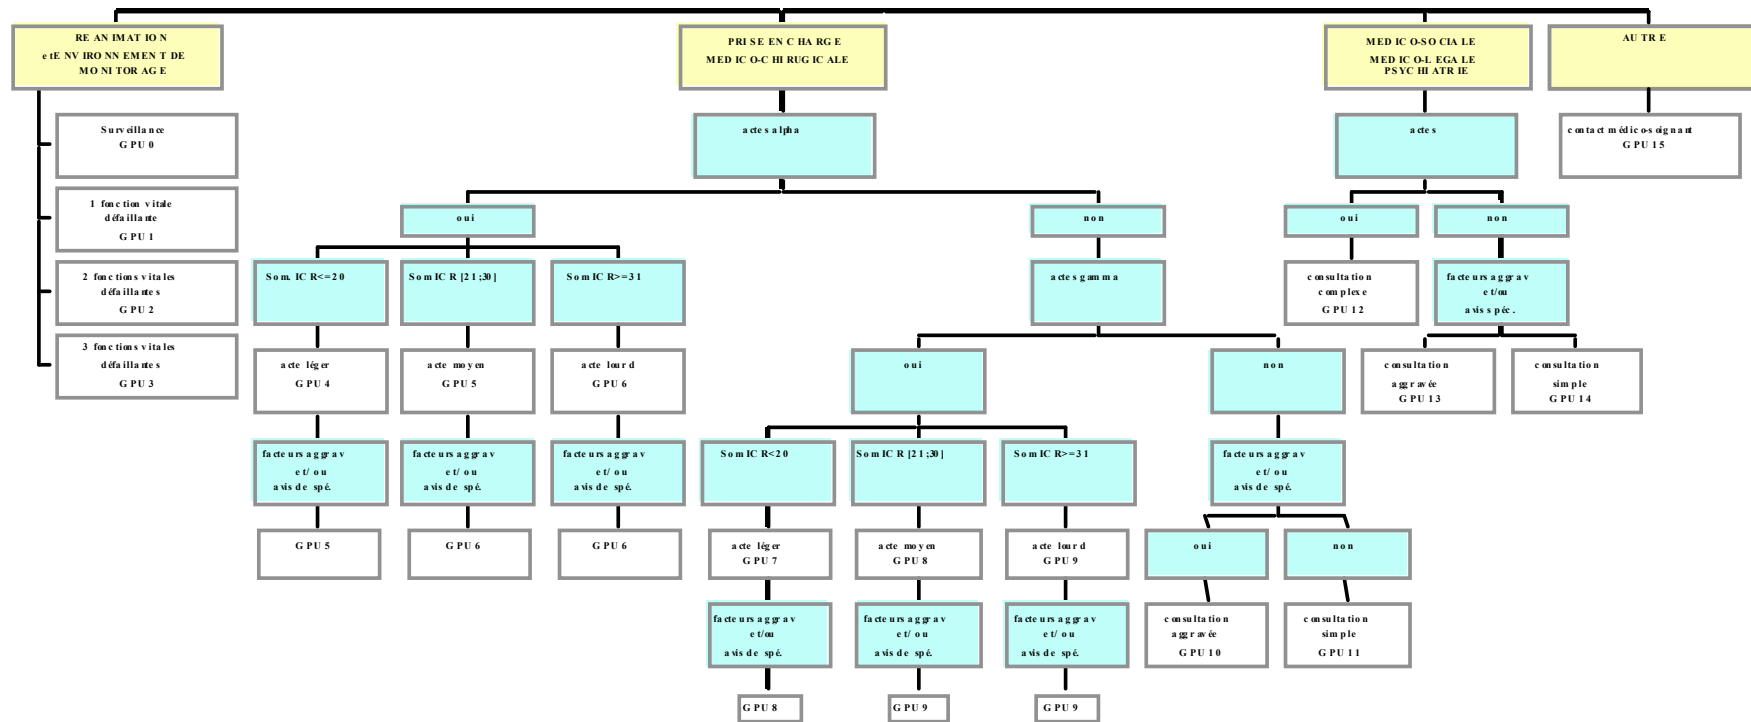 REANIMATION
et ENVIRONNEMENT DE
MONITORAGE
PRISE EN CHARGE
MEDICO-CHIRUGICALE
MEDICO-SOCIALE
MEDICO-LEGALE
PSYCHIATRIE
AUTRE
Surveillance
GPU 0
1 fonction vitale
défaillante
GPU 1
2 fonctions vitales
défaillantes
GPU 2
3 fonctions vitales
défaillantes
GPU 3
actes alpha
oui
non
Som. ICR<=20
Som ICR [21;30]
Som ICR>=31
acte léger
GPU 4
acte moyen
GPU 5
acte lourd
GPU 6
facteurs aggrav
et/ou
avis de spé.
facteurs aggrav
et/ou
avis de spé.
facteurs aggrav
et/ou
avis de spé.
GPU 5
GPU 6
GPU 6
actes gamma
oui
non
Som ICR<20
Som ICR [21;30]
Som ICR>=31
acte léger
GPU 7
acte moyen
GPU 8
acte lourd
GPU 9
facteurs aggrav
et/ou
avis de spé.
facteurs aggrav
et/ou
avis de spé.
facteurs aggrav
et/ou
avis de spé.
GPU 8
GPU 9
GPU 9
facteurs aggrav
et/ou
avis de spé.
oui
non
consultation
aggravée
GPU 10
consultation
simple
GPU 11
actes
oui
non
consultation
complexe
GPU 12
facteurs aggrav
et/ou
avis spéc.
consultation
aggravée
GPU 13
consultation
simple
GPU 14
contact médico-soignant
GPU 15